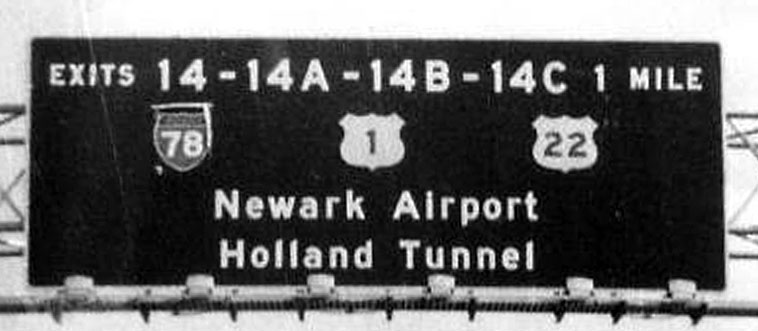 EXITS 14-14A-14B-14C 1 MILE
78 1 22
Newark Airport
Holland Tunnel